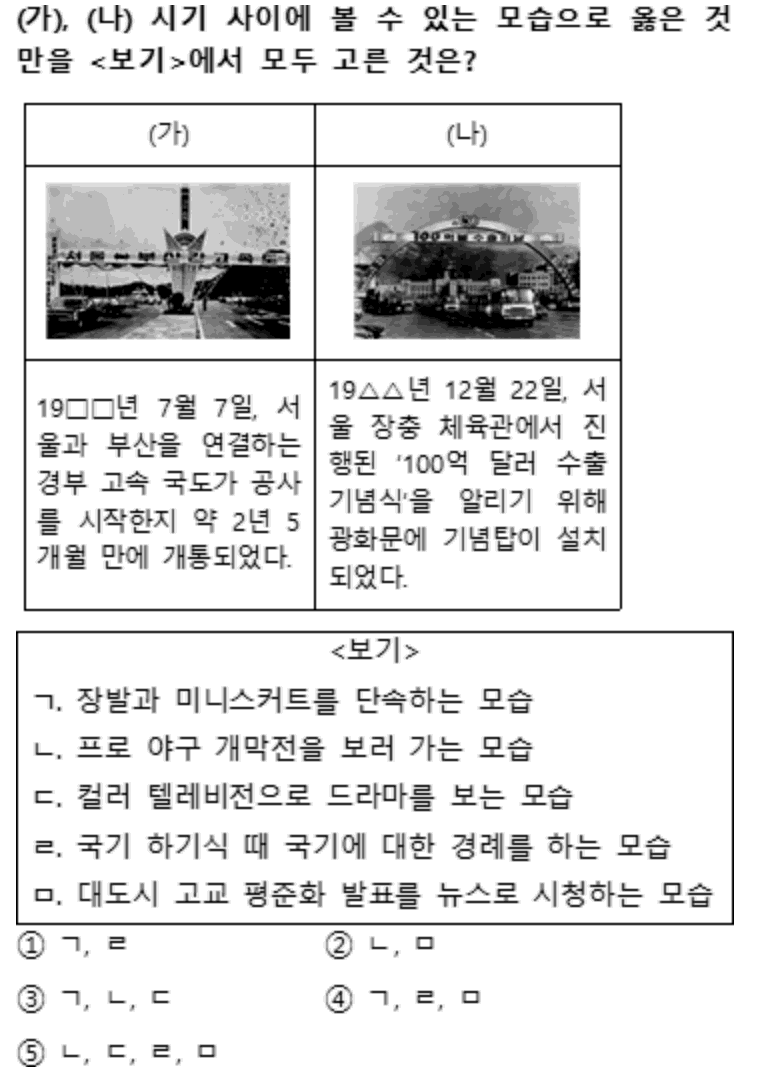 (가), (나) 시기 사이에 볼 수 있는 모습으로 옳은 것
만을 <보기>에서 모두 고른 것은?
(가)
(나)
19□□년 7월 7일, 서
울과 부산을 연결하는
경부 고속 국도가 공사
를 시작한지 약 2년 5
개월 만에 개통되었다.
19△△년 12월 22일, 서
울 장충 체육관에서 진
행된 '100억 달러 수출
기념식'을 알리기 위해
광화문에 기념탑이 설치
되었다.
<보기>
ㄱ. 장발과 미니스커트를 단속하는 모습
ㄴ. 프로 야구 개막전을 보러 가는 모습
ㄷ. 컬러 텔레비전으로 드라마를 보는 모습
ㄹ. 국기 하기식 때 국기에 대한 경례를 하는 모습
ㅁ. 대도시 고교 평준화 발표를 뉴스로 시청하는 모습
① ㄱ, ㄹ
② ㄴ, ㅁ
③ ㄱ, ㄴ, ㄷ
④ ㄱ, ㄹ, ㅁ
⑤ ㄴ, ㄷ, ㄹ, ㅁ